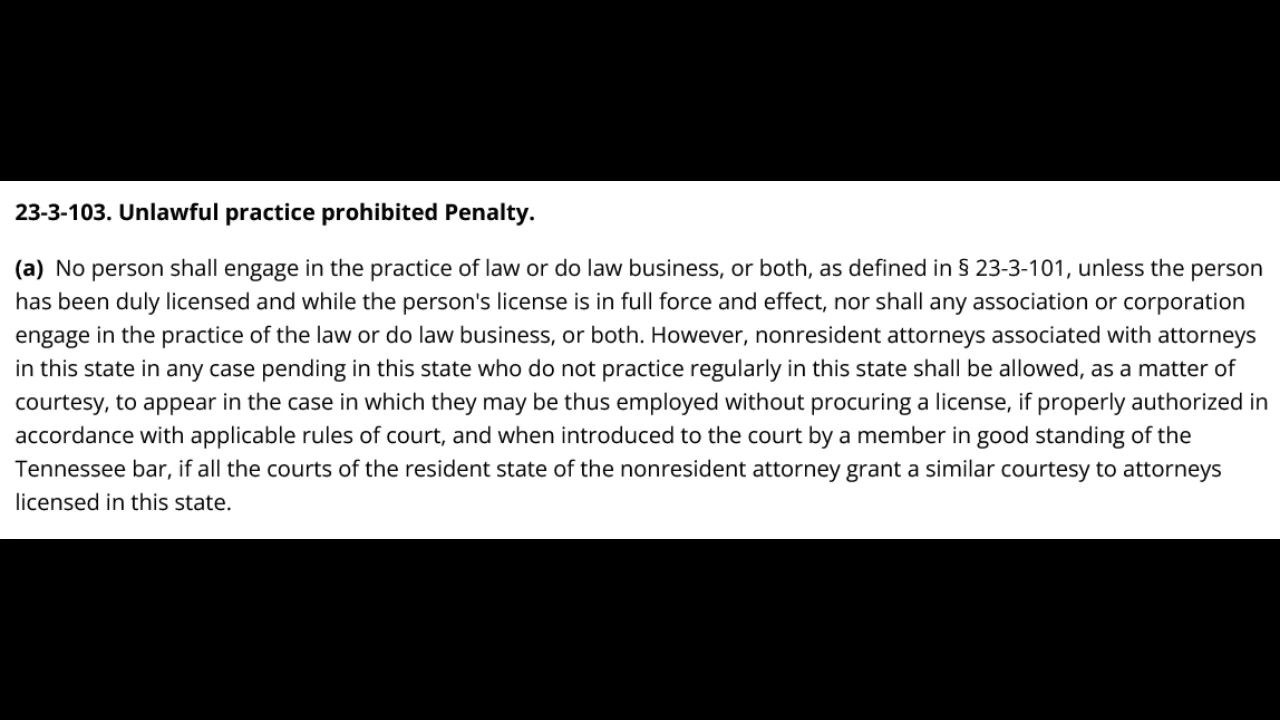 23-3-103. Unlawful practice prohibited Penalty.
(a) No person shall engage in the practice of law or do law business, or both, as defined in § 23-3-101, unless the person
has been duly licensed and while the person's license is in full force and effect, nor shall any association or corporation
engage in the practice of the law or do law business, or both. However, nonresident attorneys associated with attorneys
in this state in any case pending in this state who do not practice regularly in this state shall be allowed, as a matter of
courtesy, to appear in the case in which they may be thus employed without procuring a license, if properly authorized in
accordance with applicable rules of court, and when introduced to the court by a member in good standing of the
Tennessee bar, if all the courts of the resident state of the nonresident attorney grant a similar courtesy to attorneys
licensed in this state.